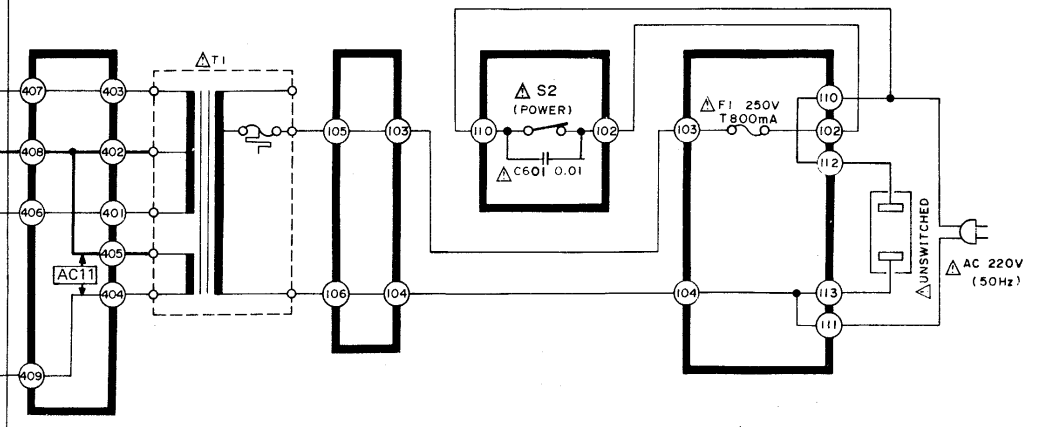 T1
407
403
408
402
406
401
405
AC11
404
409
105
103
106
104
S2
(POWER)
110
102
C601 0.01
F1 250V
T800mA
103
110
102
112
104
113
111
UNSWITCHED
AC 220V
(50Hz)